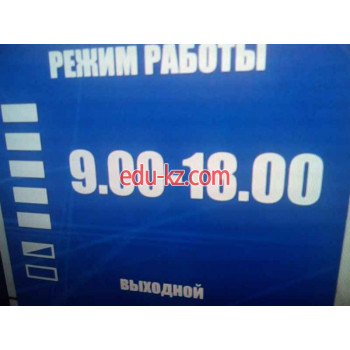 РЕЖИМ РАБОТЫ
9.00-18.00
edu-kz.com
ВЫХОДНОЙ